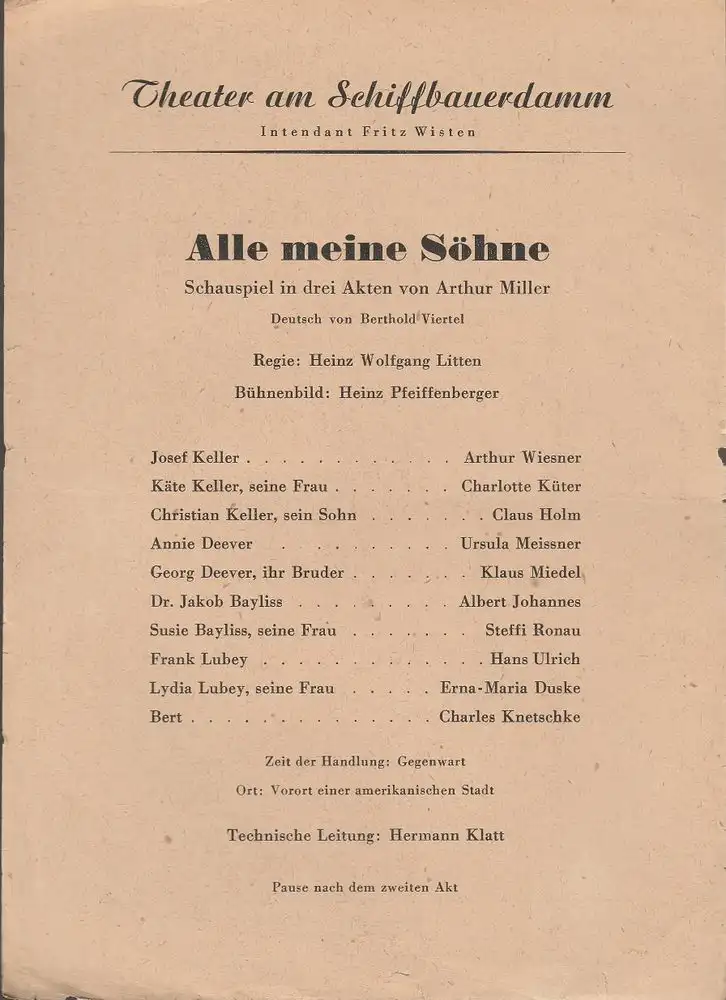 Theater am Schiffbauerdamm
Intendant Fritz Wisten
Alle meine Söhne
Schauspiel in drei Akten von Arthur Miller
Deutsch von Berthold Viertel
Regie: Heinz Wolfgang Litten
Bühnenbild: Heinz Pfeiffenberger
Josef Keller . . . . . . . . . . . . Arthur Wiesner
Käte Keller, seine Frau . . . . . . . Charlotte Küter
Christian Keller, sein Sohn . . . . . . . Claus Holm
Annie Deever . . . . . . . . . Ursula Meissner
Georg Deever, ihr Bruder . . . . . . . Klaus Miedel
Dr. Jakob Bayliss . . . . . . . . . Albert Johannes
Susie Bayliss, seine Frau . . . . . . . Steffi Ronau
Frank Lubey . . . . . . . . . . . . . Hans Ulrich
Lydia Lubey, seine Frau . . . . . Erna-Maria Duske
Bert . . . . . . . . . . . . . . Charles Knetschke
Zeit der Handlung: Gegenwart
Ort: Vorort einer amerikanischen Stadt
Technische Leitung: Hermann Klatt
Pause nach dem zweiten Akt